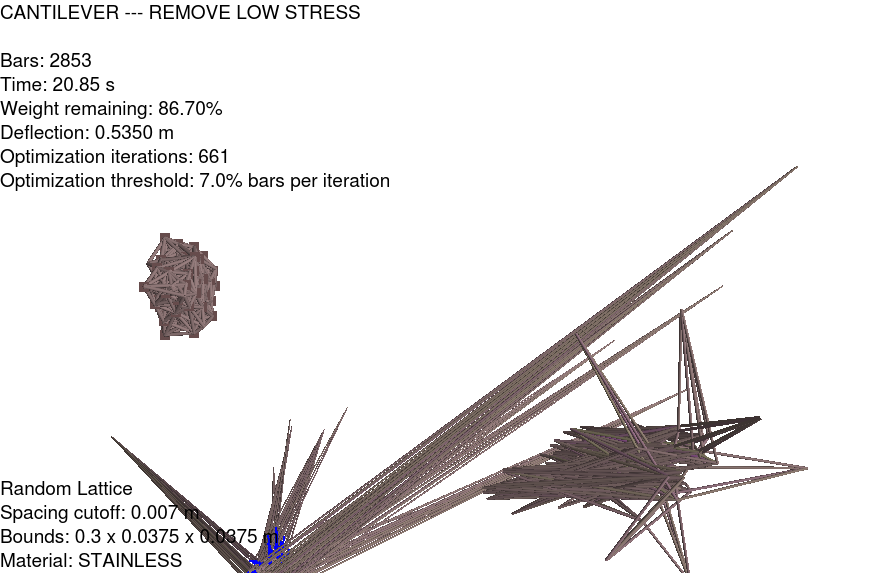 CANTILEVER --- REMOVE LOW STRESS
Bars: 2853
Time: 20.85 s
Weight remaining: 86.70%
Deflection: 0.5350 m
Optimization iterations: 661
Optimization threshold: 7.0% bars per iteration
Random Lattice
Spacing cutoff: 0.007 m
Bounds: 0.3 x 0.0375 x 0.0375 m
Material: STAINLESS